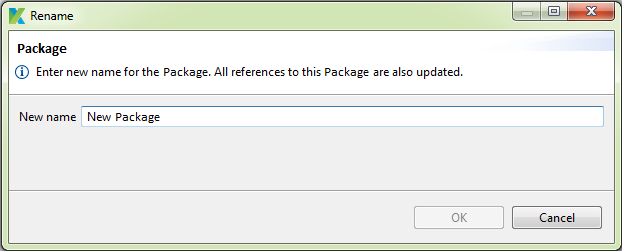 Rename
Package
Enter new name for the Package. All references to this Package are also updated.
New name New Package
OK Cancel